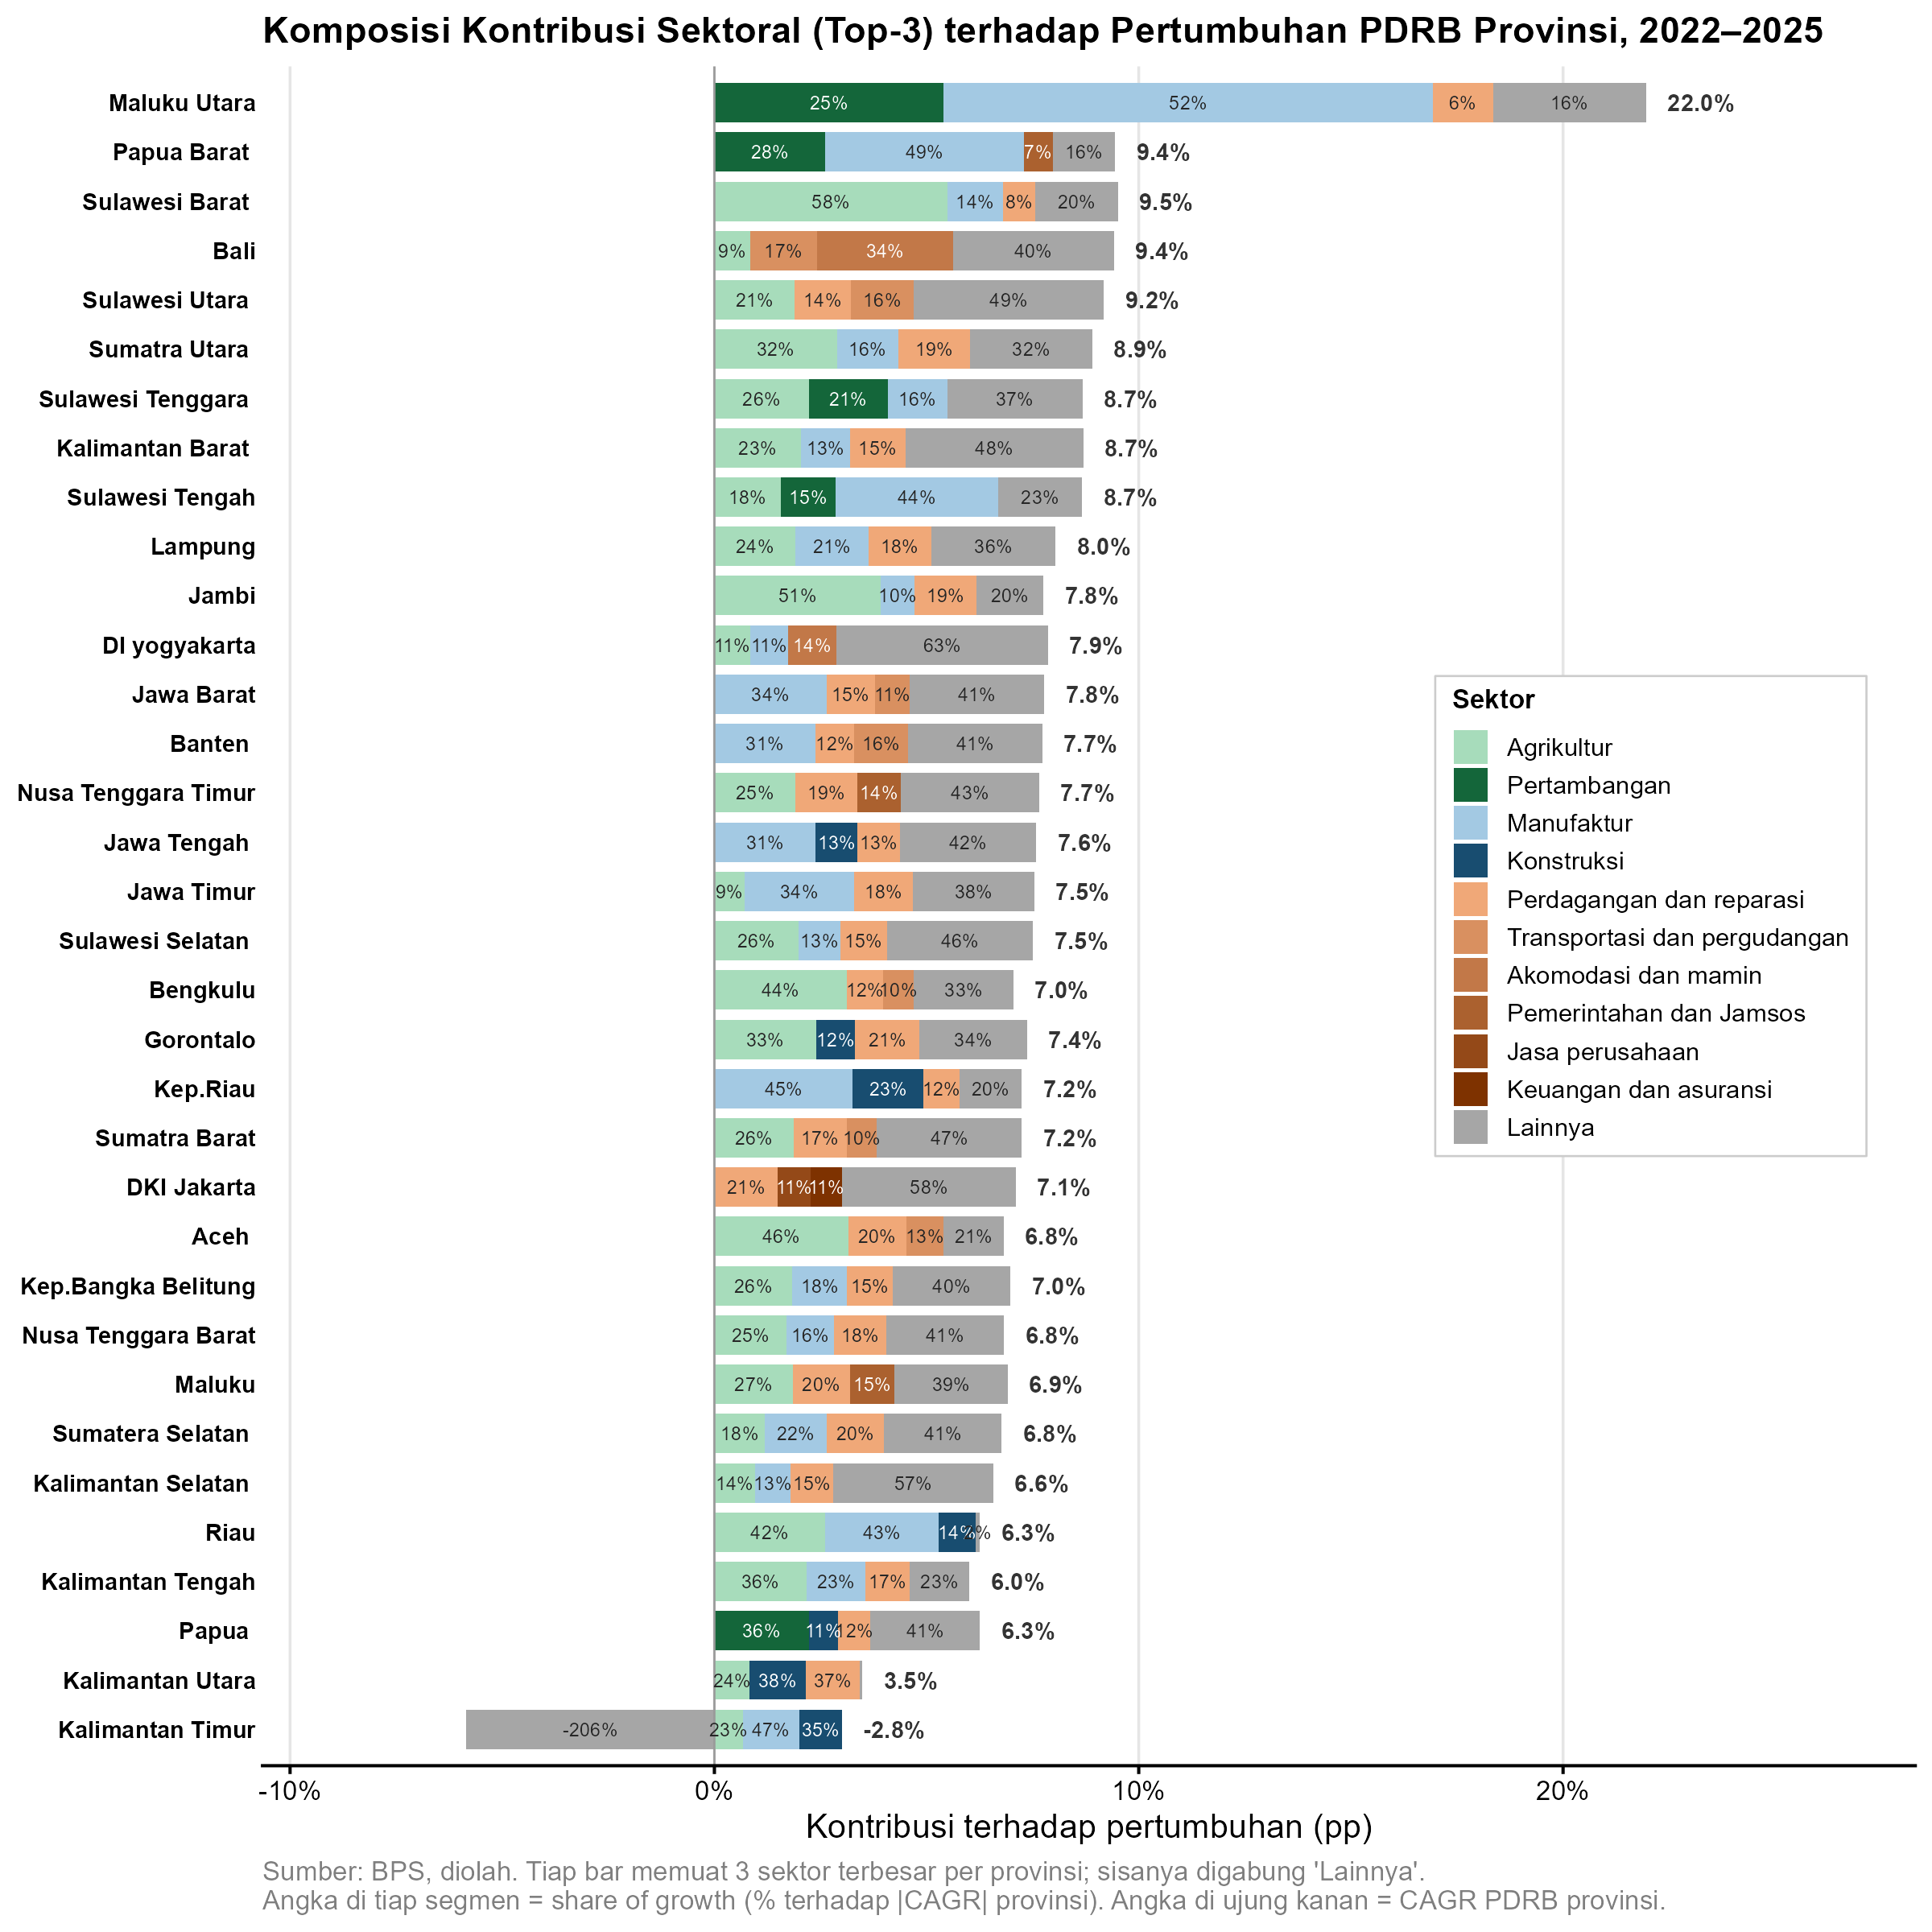 Komposisi Kontribusi Sektoral (Top-3) terhadap Pertumbuhan PDRB Provinsi, 2022–2025
Maluku Utara 25% 52% 6% 16% 22.0%
Papua Barat 28% 49% 7% 16% 9.4%
Sulawesi Barat 58% 14% 8% 20% 9.5%
Bali 9% 17% 34% 40% 9.4%
Sulawesi Utara 21% 14% 16% 49% 9.2%
Sumatra Utara 32% 16% 19% 32% 8.9%
Sulawesi Tenggara 26% 21% 16% 37% 8.7%
Kalimantan Barat 23% 13% 15% 48% 8.7%
Sulawesi Tengah 18% 15% 44% 23% 8.7%
Lampung 24% 21% 18% 36% 8.0%
Jambi 51% 10% 19% 20% 7.8%
DI yogyakarta 11% 11% 14% 63% 7.9%
Jawa Barat 34% 15% 11% 41% 7.8%
Banten 31% 12% 16% 41% 7.7%
Nusa Tenggara Timur 25% 19% 14% 43% 7.7%
Jawa Tengah 31% 13% 13% 42% 7.6%
Jawa Timur 9% 34% 18% 38% 7.5%
Sulawesi Selatan 26% 13% 15% 46% 7.5%
Bengkulu 44% 12% 10% 33% 7.0%
Gorontalo 33% 12% 21% 34% 7.4%
Kep.Riau 45% 23% 12% 20% 7.2%
Sumatra Barat 26% 17% 10% 47% 7.2%
DKI Jakarta 21% 11% 11% 58% 7.1%
Aceh 46% 20% 13% 21% 6.8%
Kep.Bangka Belitung 26% 18% 15% 40% 7.0%
Nusa Tenggara Barat 25% 16% 18% 41% 6.8%
Maluku 27% 20% 15% 39% 6.9%
Sumatera Selatan 18% 22% 20% 41% 6.8%
Kalimantan Selatan 14% 13% 15% 57% 6.6%
Riau 42% 43% 14% 6.3%
Kalimantan Tengah 36% 23% 17% 23% 6.0%
Papua 36% 11% 12% 41% 6.3%
Kalimantan Utara 24% 38% 37% 3.5%
Kalimantan Timur -206% 23% 47% 35% -2.8%
Sektor
Agrikultur
Pertambangan
Manufaktur
Konstruksi
Perdagangan dan reparasi
Transportasi dan pergudangan
Akomodasi dan mamin
Pemerintahan dan Jamsos
Jasa perusahaan
Keuangan dan asuransi
Lainnya
-10% 0% 10% 20%
Kontribusi terhadap pertumbuhan (pp)
Sumber: BPS, diolah. Tiap bar memuat 3 sektor terbesar per provinsi; sisanya digabung 'Lainnya'.
Angka di tiap segmen = share of growth (% terhadap |CAGR| provinsi). Angka di ujung kanan = CAGR PDRB provinsi.